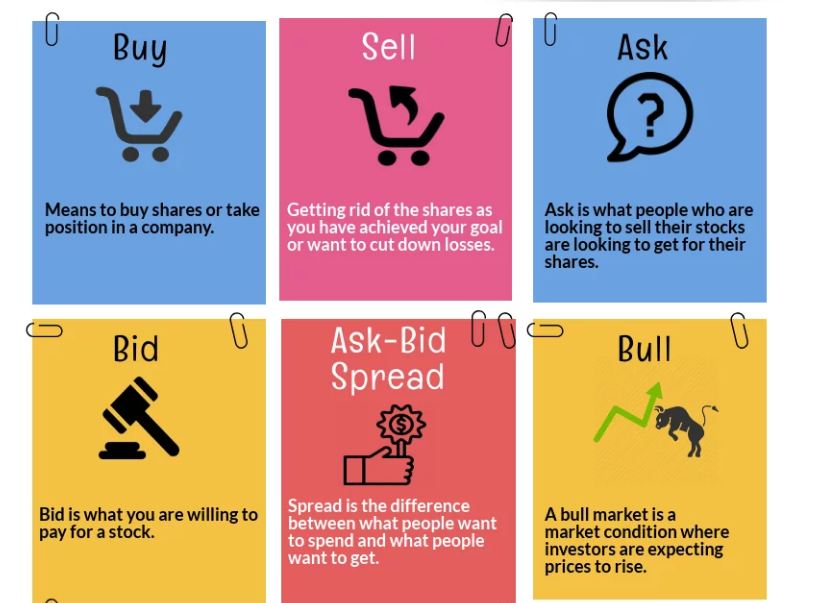 Buy
Means to buy shares or take
position in a company.
Sell
Getting rid of the shares as
you have achieved your goal
or want to cut down losses.
Ask
?
Ask is what people who are
looking to sell their stocks
are looking to get for their
shares.
Bid
Bid is what you are willing to
pay for a stock.
Ask-Bid
Spread
$
Spread is the difference
between what people want
to spend and what people
want to get.
Bull
A bull market is a
market condition where
investors are expecting
prices to rise.